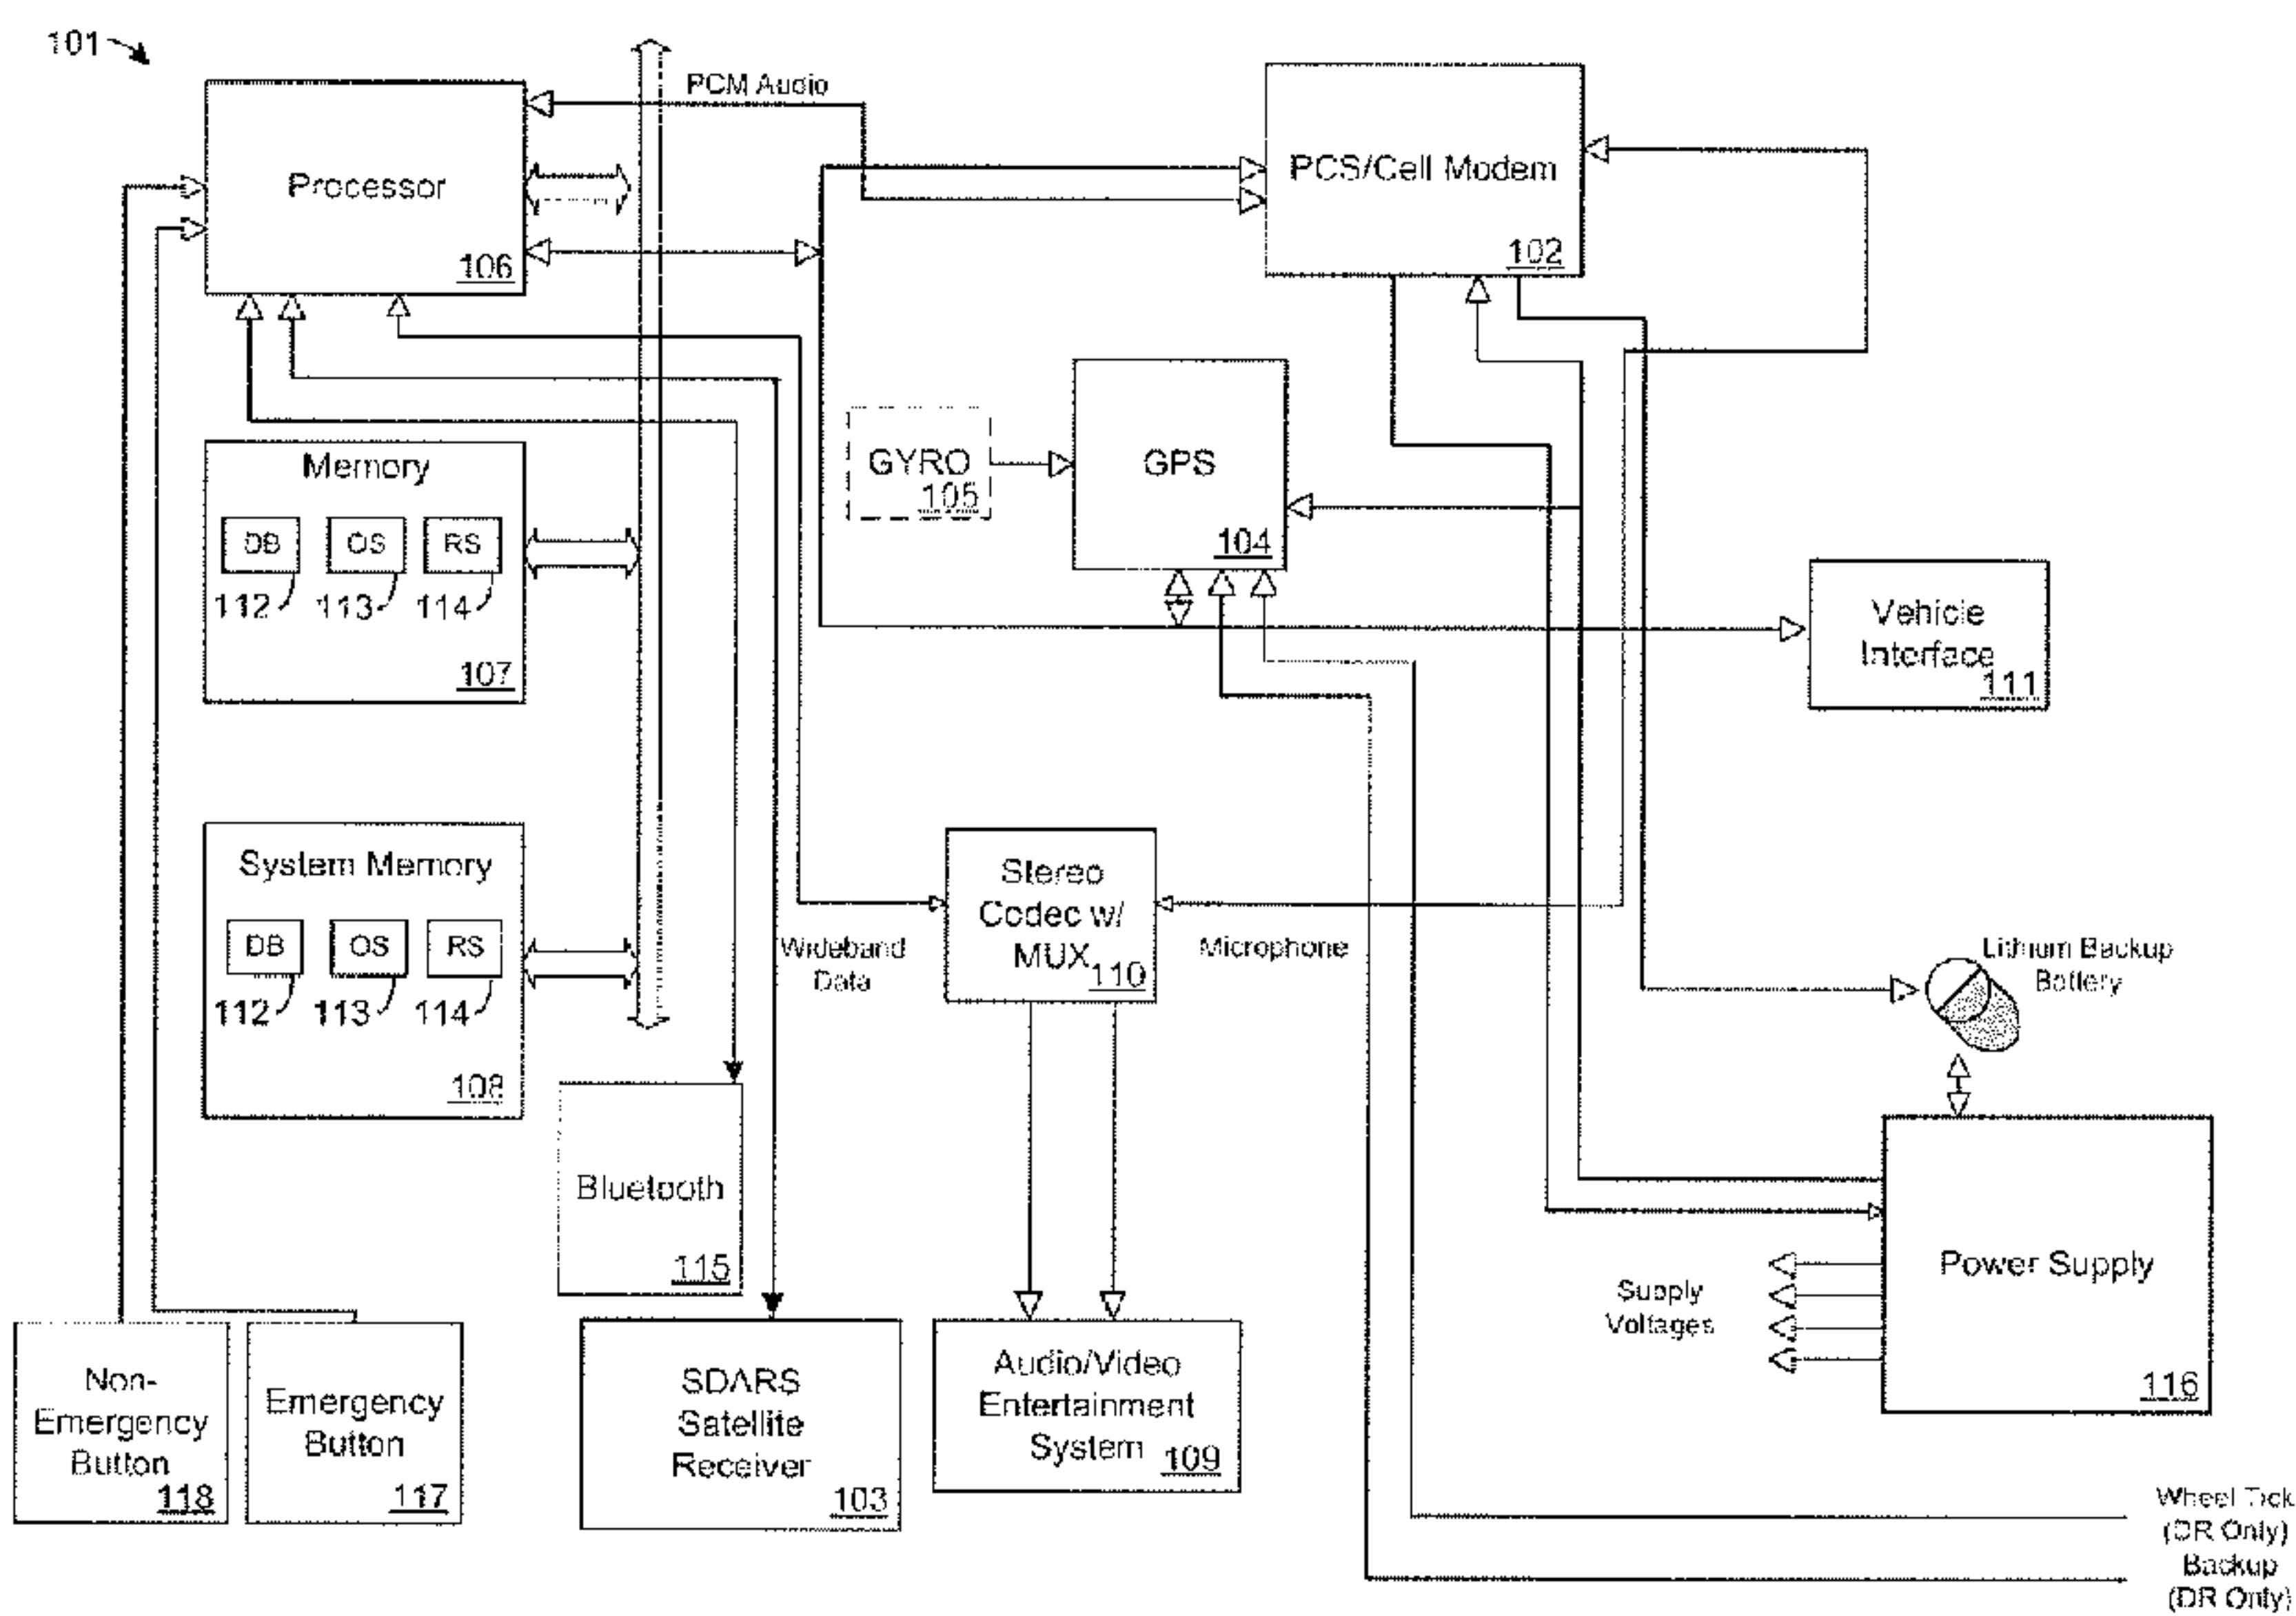 101
PCM Audio
Processor
106
PCS/Cell Modem
102
Memory
DB
OS
RS
112
113
114
107
GYRO
105
GPS
104
Vehicle
Interface
111
System Memory
DB
OS
RS
112
113
114
108
Wideband
Data
Stereo
Codec w/
MUX
110
Microphone
Lithium Backup
Battery
Bluetooth
115
Supply
Voltages
Power Supply
116
Non-
Emergency
Button
118
Emergency
Button
117
SDARS
Satellite
Receiver
103
Audio/Video
Entertainment
System
109
Wheel Tick
(DR Only)
Backup
(DR Only)